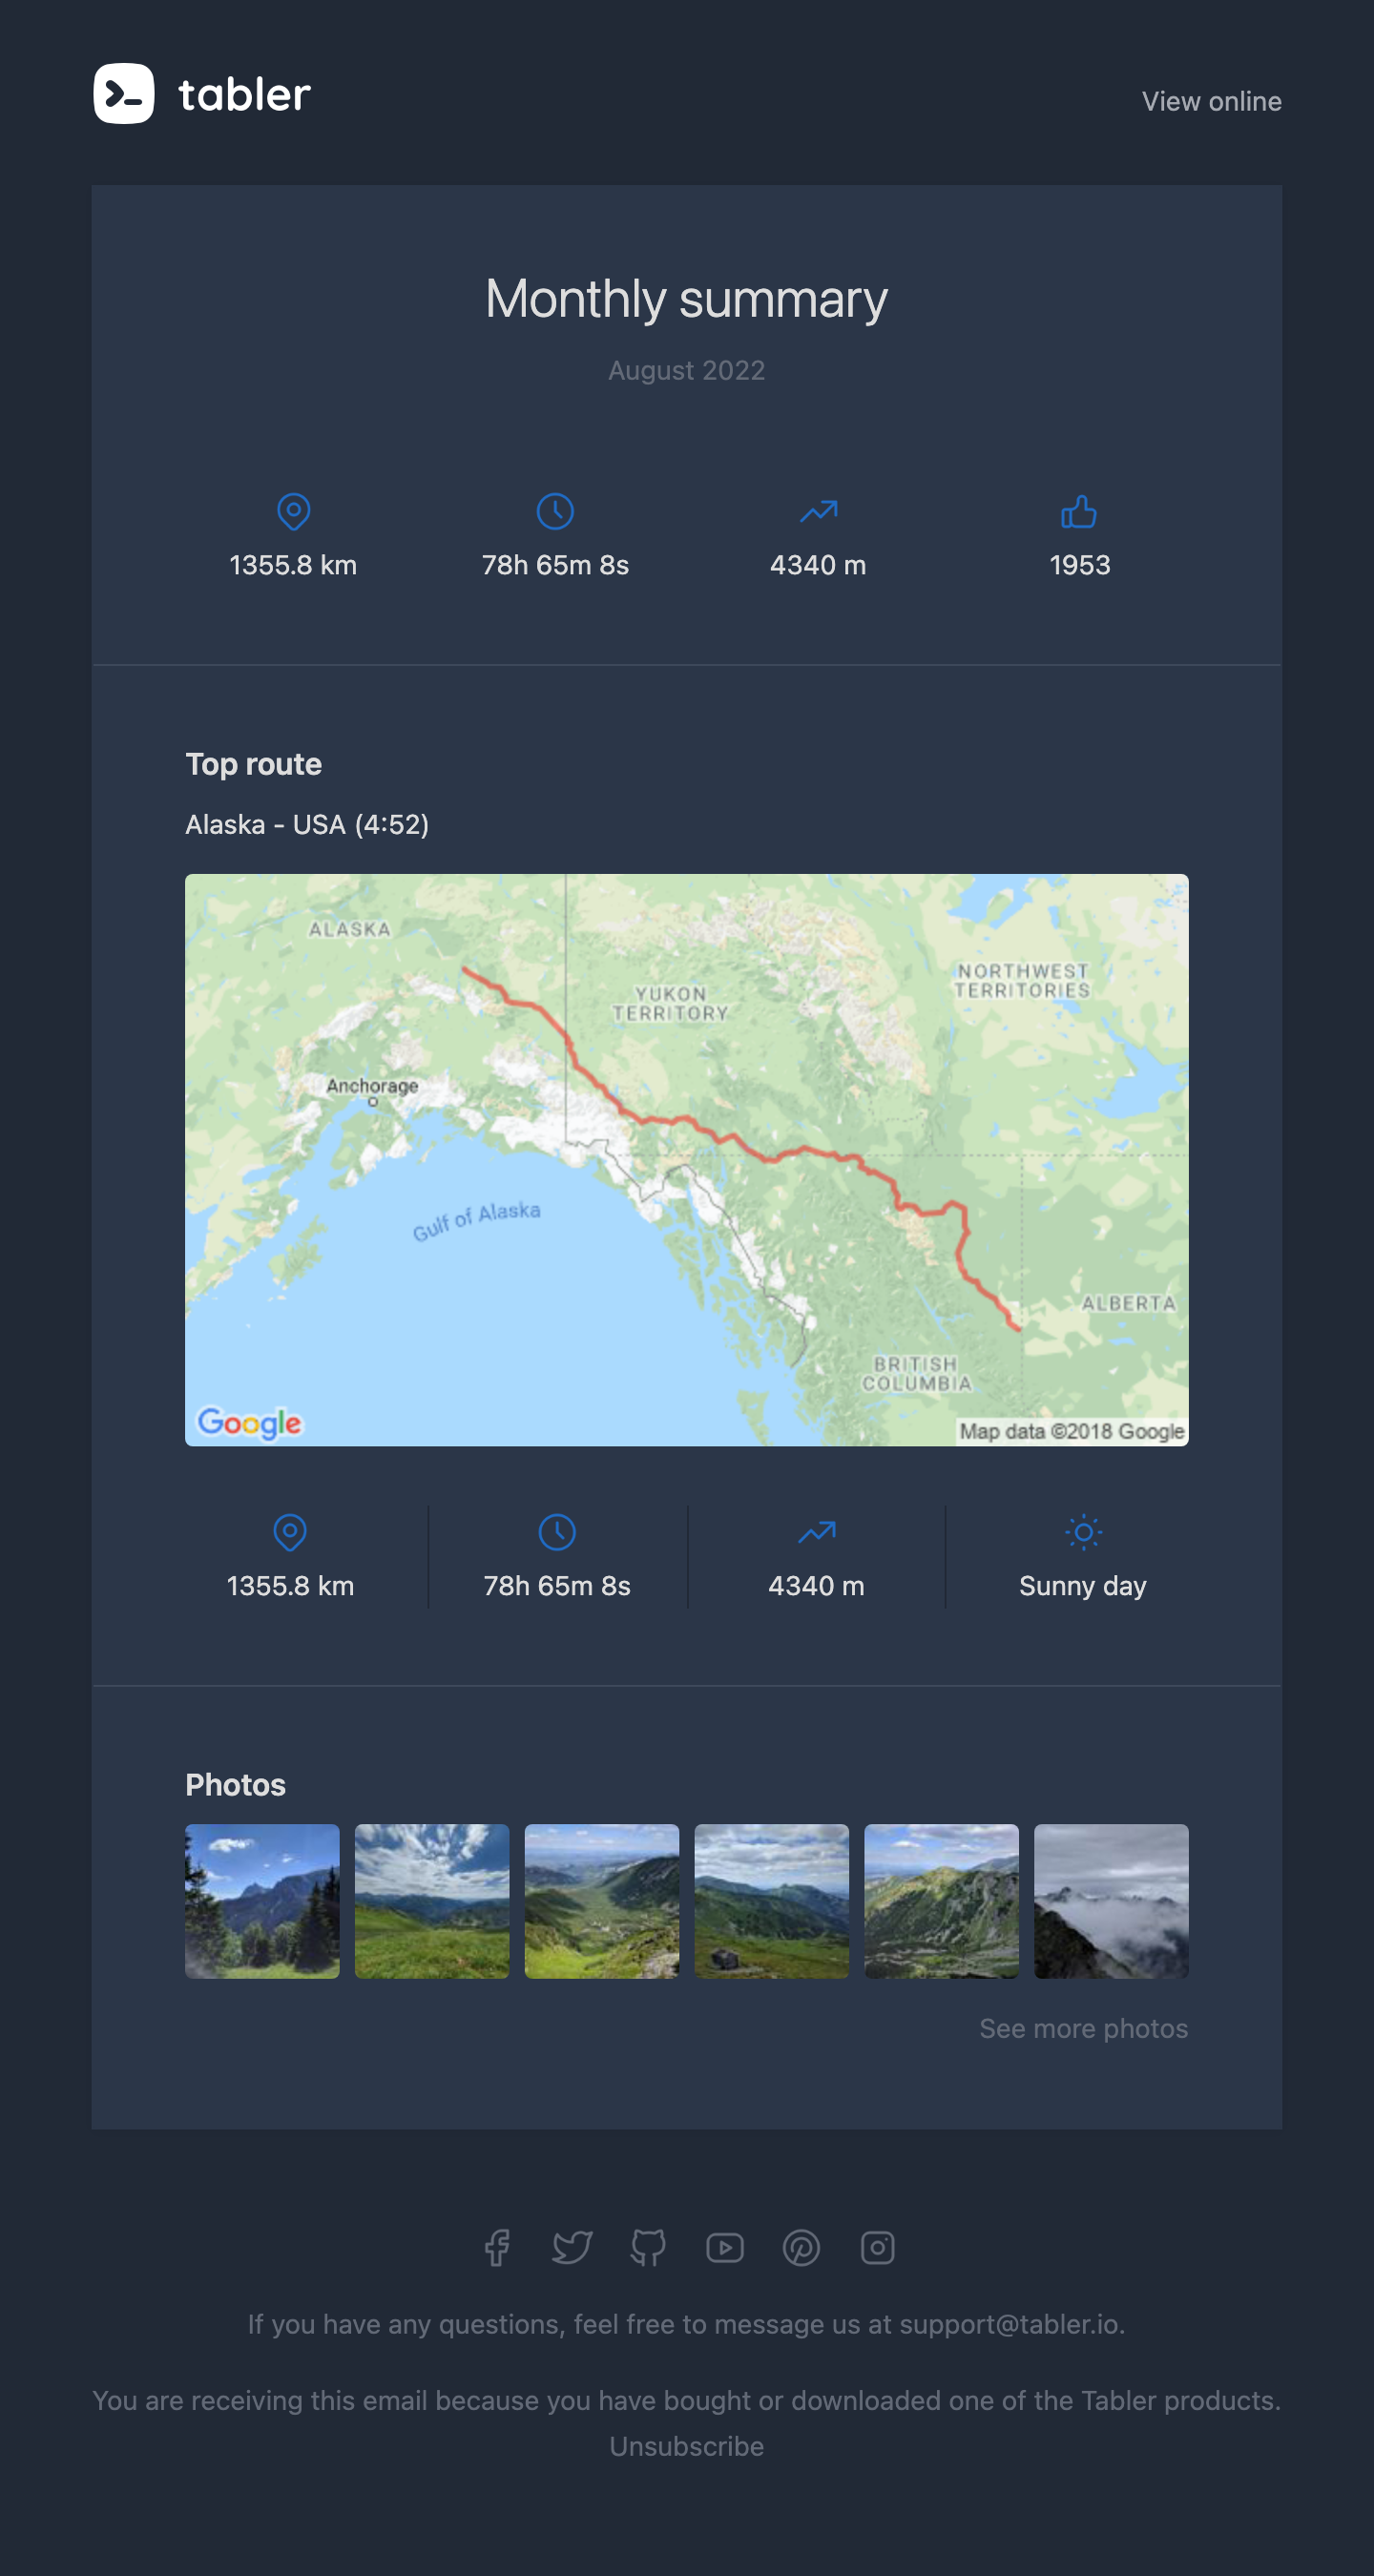 tabler
View online
Monthly summary
August 2022
1355.8 km
78h 65m 8s
4340 m
1953
Top route
Alaska - USA (4:52)
ALASKA
NORTHWEST
TERRITORIES
YUKON
TERRITORY
Anchorage
Gulf of Alaska
ALBERTA
BRITISH
COLUMBIA
Google
Map data ©2018 Google
1355.8 km
78h 65m 8s
4340 m
Sunny day
Photos
See more photos
If you have any questions, feel free to message us at support@tabler.io.
You are receiving this email because you have bought or downloaded one of the Tabler products.
Unsubscribe